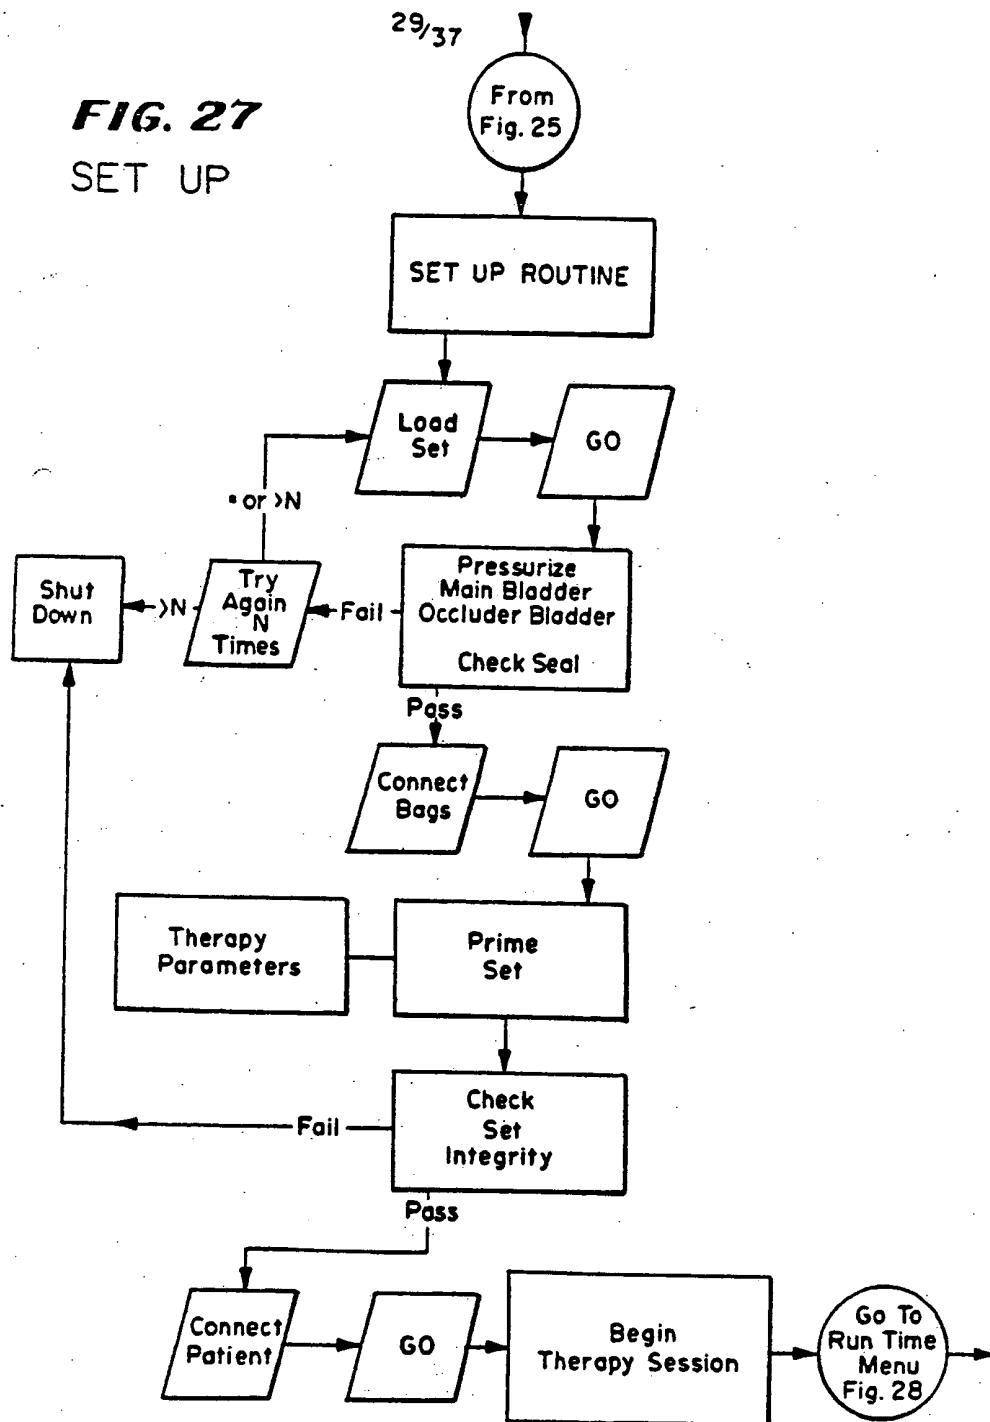 29/37
FIG. 27
SET UP
From
Fig. 25
SET UP ROUTINE
Load
Set
GO
= or >N
Shut
Down
>N
Try
Again
N
Times
Fail
Pressurize
Main Bladder
Occluder Bladder
Check Seal
Pass
Connect
Bags
GO
Therapy
Parameters
Prime
Set
Check
Set
Integrity
Fail
Pass
Connect
Patient
GO
Begin
Therapy Session
Go To
Run Time
Menu
Fig. 28